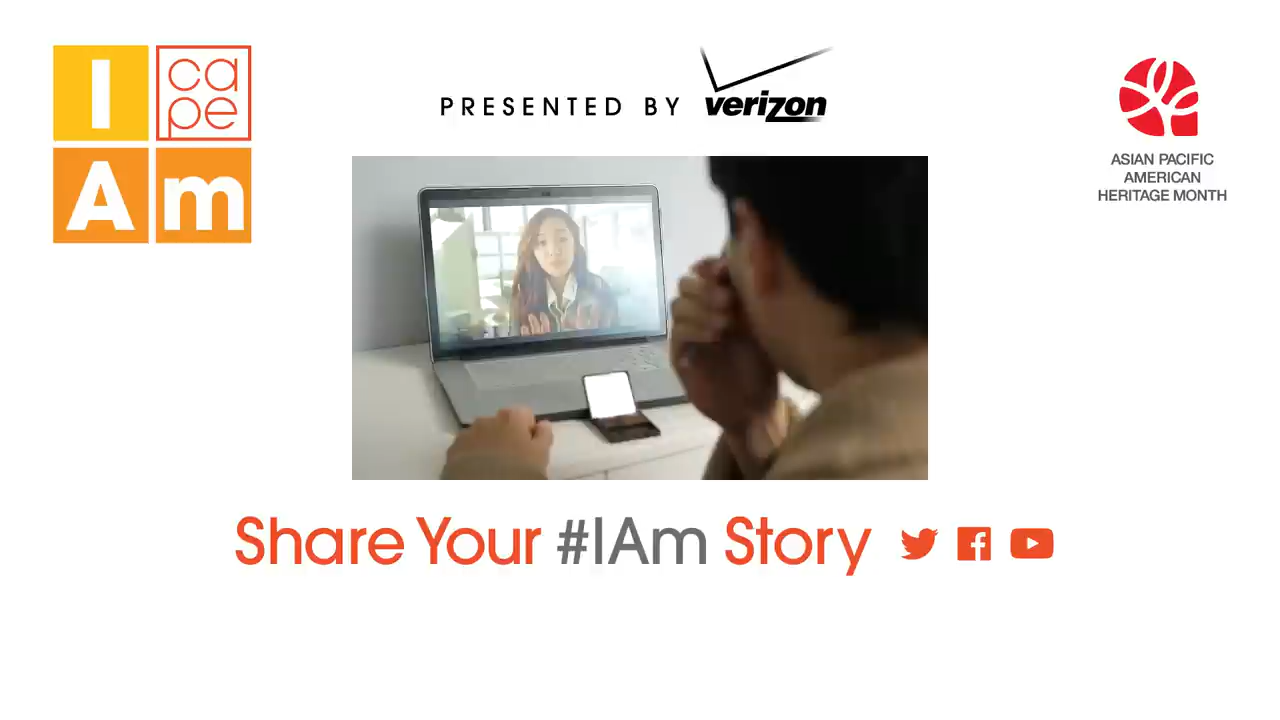 I
ca
pe
Am
PRESENTED BY verizon
ASIAN PACIFIC
AMERICAN
HERITAGE MONTH
Share Your #IAm Story